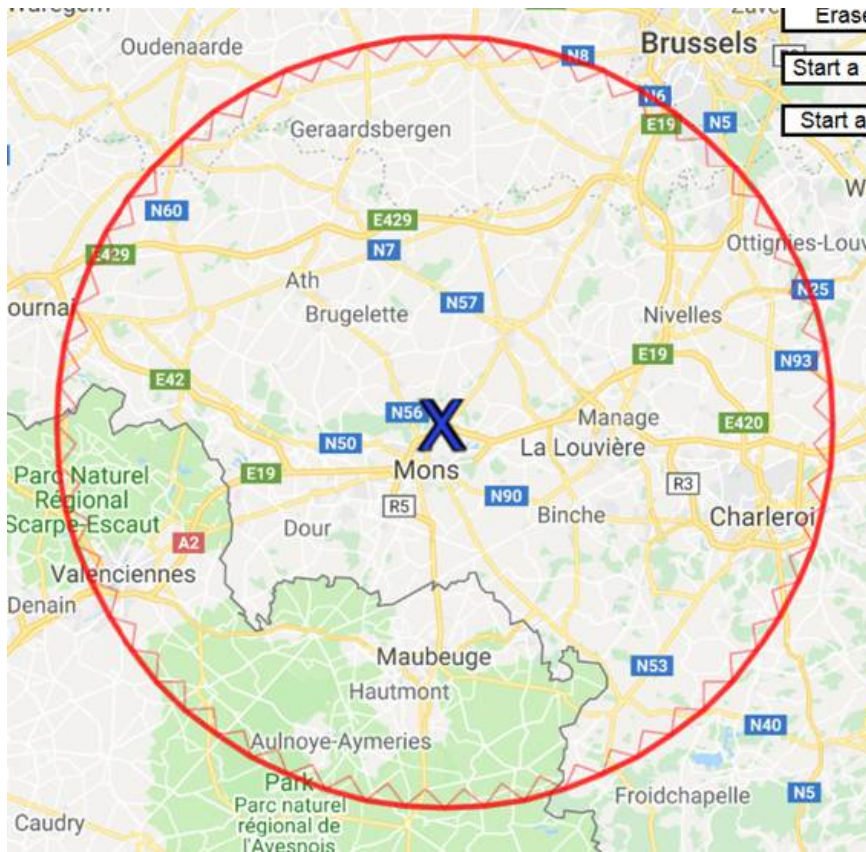 Waregem
Erase
Oudenaarde
N8
Brussels
Start a
N6
Geraardsbergen
E19
N5
Start a
N60
W
E429
E429
N7
Ottignies-Louv
Ath
N25
ournai
Brugelette
N57
Nivelles
E19
N93
E42
N56
X
Manage
E420
N50
La Louvière
Parc Naturel
Régional
Scarpe-Escaut
E19
Mons
R3
R5
N90
Binche
Charleroi
Dour
A2
Valenciennes
Denain
Maubeuge
N53
Hautmont
N40
Aulnoye-Aymeries
Park
Parc naturel
régional de
l'Avesnois
Froidchapelle
N5
Caudry